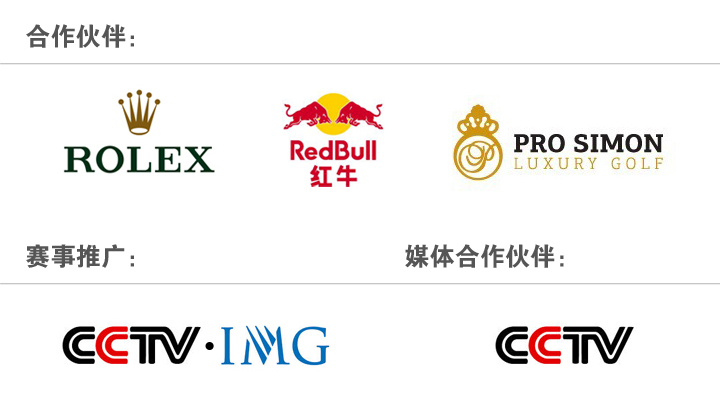 合作伙伴：
ROLEX
RedBull
红牛
PRO SIMON
LUXURY GOLF
赛事推广：
媒体合作伙伴：
CCTV·IMG
CCTV